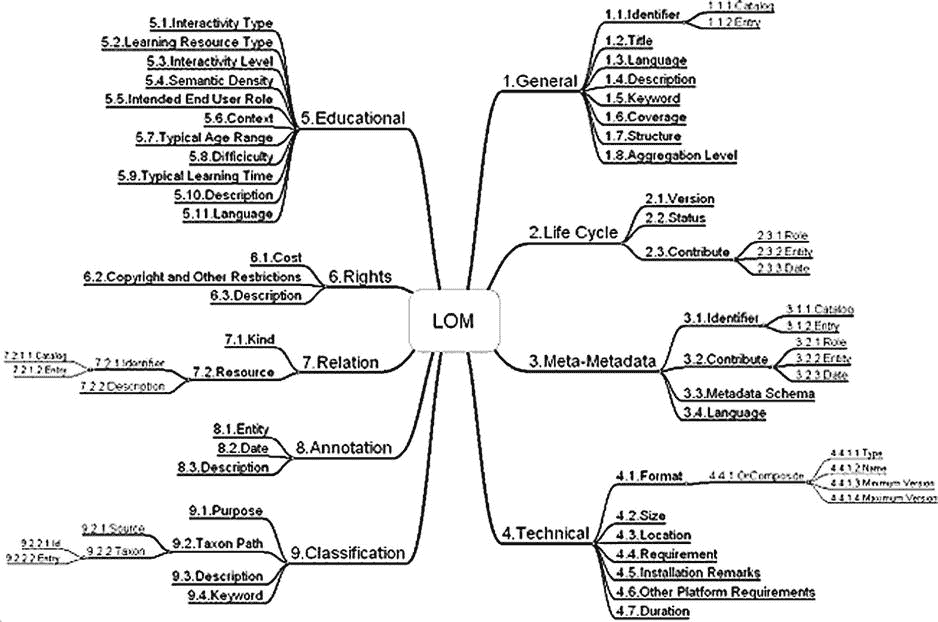 LOM
1.General
1.1.Identifier
1.1.1 Catalog
1.1.2 Entry
1.2.Title
1.3.Language
1.4.Description
1.5.Keyword
1.6.Coverage
1.7.Structure
1.8.Aggregation Level
2.Life Cycle
2.1.Version
2.2.Status
2.3.Contribute
2.3.1 Role
2.3.2 Entity
2.3.3 Date
3.Meta-Metadata
3.1.Identifier
3.1.1 Catalog
3.1.2 Entry
3.2.Contribute
3.2.1 Role
3.2.2 Entity
3.2.3 Date
3.3.Metadata Schema
3.4.Language
4.Technical
4.1.Format
4.4.1 OrComposite
4.4.1.1 Type
4.4.1.2 Name
4.4.1.3 Minimum Version
4.4.1.4 Maximum Version
4.2.Size
4.3.Location
4.4.Requirement
4.5.Installation Remarks
4.6.Other Platform Requirements
4.7.Duration
5.Educational
5.1.Interactivity Type
5.2.Learning Resource Type
5.3.Interactivity Level
5.4.Semantic Density
5.5.Intended End User Role
5.6.Context
5.7.Typical Age Range
5.8.Difficiculty
5.9.Typical Learning Time
5.10.Description
5.11.Language
6.Rights
6.1.Cost
6.2.Copyright and Other Restrictions
6.3.Description
7.Relation
7.1.Kind
7.2.Resource
7.2.1 Identifier
7.2.1.1 Catalog
7.2.1.2 Enter
7.2.2 Description
8.Annotation
8.1.Entity
8.2.Date
8.3.Description
9.Classification
9.1.Purpose
9.2.Taxon Path
9.2.1 Source
9.2.2 Taxon
9.2.2.1 Id
9.2.2.2 Entry
9.3.Description
9.4.Keyword